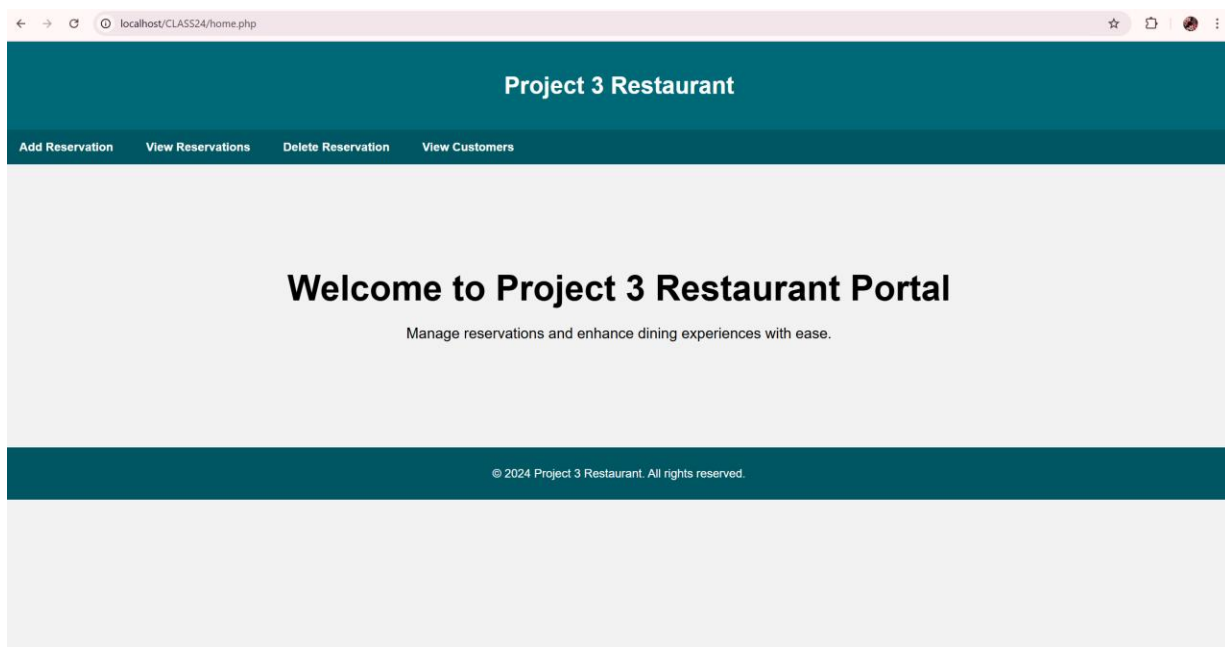 localhost/CLASS24/home.php
Project 3 Restaurant
Add Reservation View Reservations Delete Reservation View Customers
Welcome to Project 3 Restaurant Portal
Manage reservations and enhance dining experiences with ease.
© 2024 Project 3 Restaurant. All rights reserved.